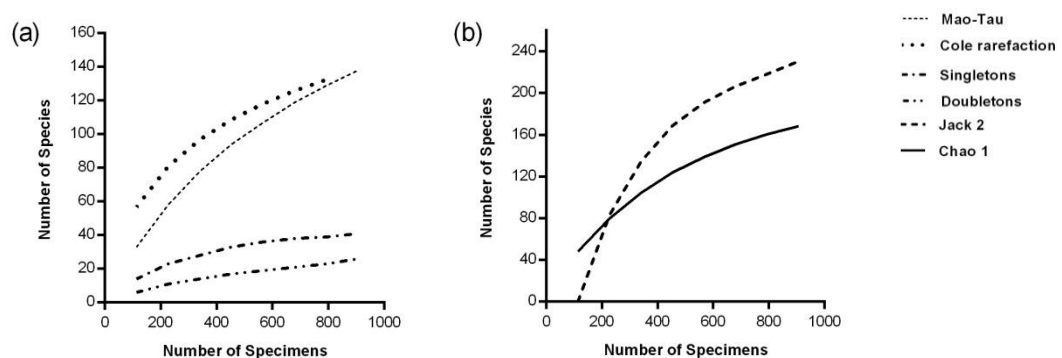 (a)
160
140
120
100
80
60
40
20
0
Number of Species
0 200 400 600 800 1000
Number of Specimens
(b)
240
200
160
120
80
40
0
Number of Species
0 200 400 600 800 1000
Number of Specimens
Mao-Tau
Cole rarefaction
Singletons
Doubletons
Jack 2
Chao 1